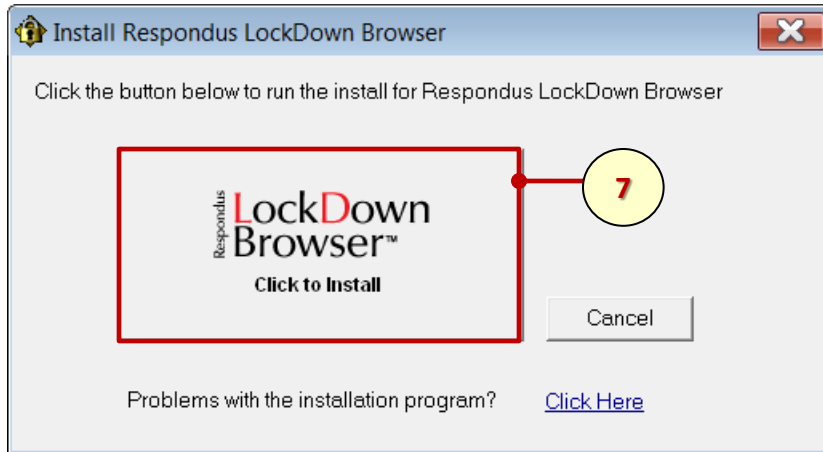 Install Respondus LockDown Browser
Click the button below to run the install for Respondus LockDown Browser
Respondus
LockDown
Browser™
Click to Install
7
Cancel
Problems with the installation program? Click Here